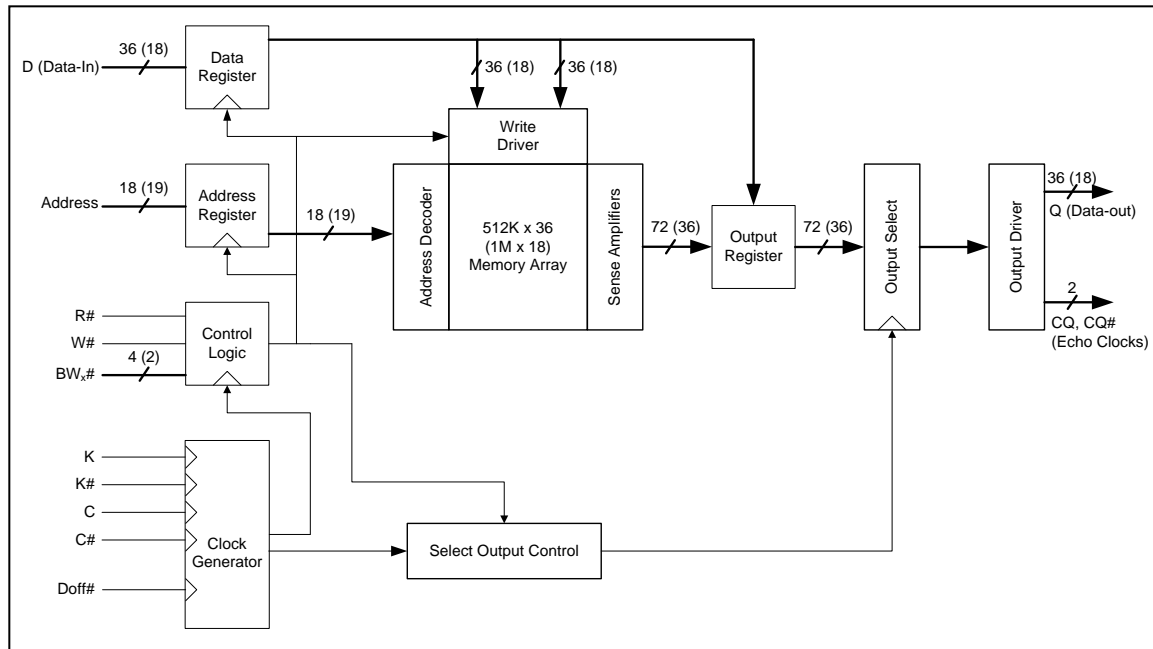 D (Data-In)
36 (18)
Data
Register
36 (18)
36 (18)
Write
Driver
Address
18 (19)
Address
Register
18 (19)
Address Decoder
512K x 36
(1M x 18)
Memory Array
Sense Amplifiers
72 (36)
Output
Register
72 (36)
Output Select
Output Driver
36 (18)
Q (Data-out)
2
CQ, CQ#
(Echo Clocks)
R#
W#
BWx#
4 (2)
Control
Logic
K
K#
C
C#
Doff#
Clock
Generator
Select Output Control